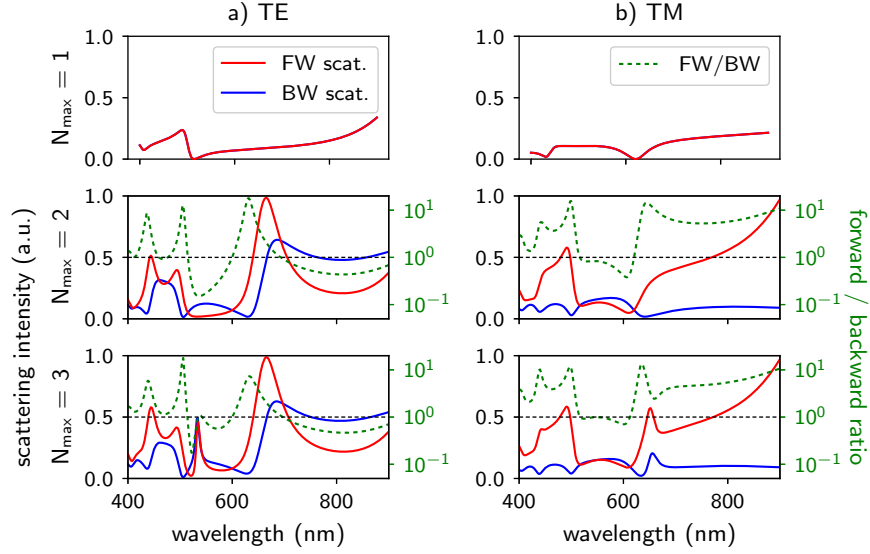 a) TE
b) TM
N_max = 1
1.0
0.5
0.0
FW scat.
BW scat.
1.0
0.5
0.0
FW/BW
scattering intensity (a.u.)
N_max = 2
1.0
0.5
0.0
10^1
10^0
10^−1
1.0
0.5
0.0
10^1
10^0
10^−1
forward / backward ratio
N_max = 3
1.0
0.5
0.0
10^1
10^0
10^−1
1.0
0.5
0.0
10^1
10^0
10^−1
400 600 800
400 600 800
wavelength (nm)
wavelength (nm)